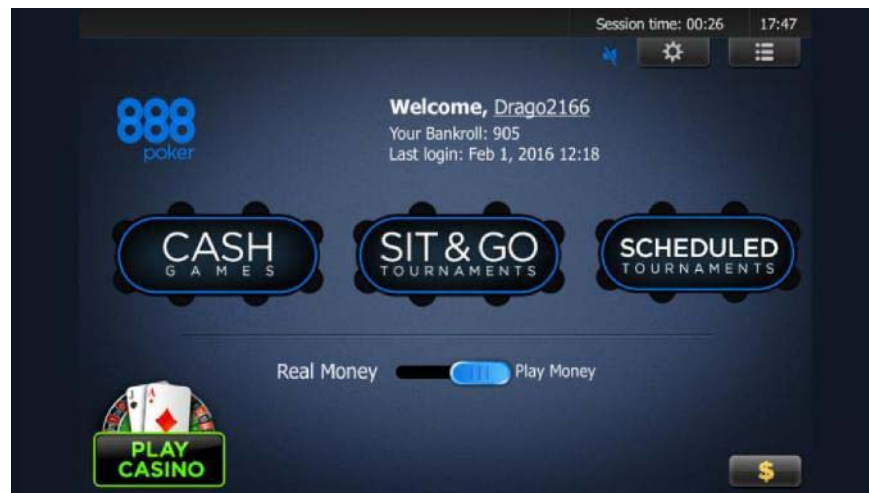 Session time: 00:26 17:47
888
poker
Welcome, Drago2166
Your Bankroll: 905
Last login: Feb 1, 2016 12:18
CASH
GAMES
SIT & GO
TOURNAMENTS
SCHEDULED
TOURNAMENTS
Real Money Play Money
J A
PLAY
CASINO
$